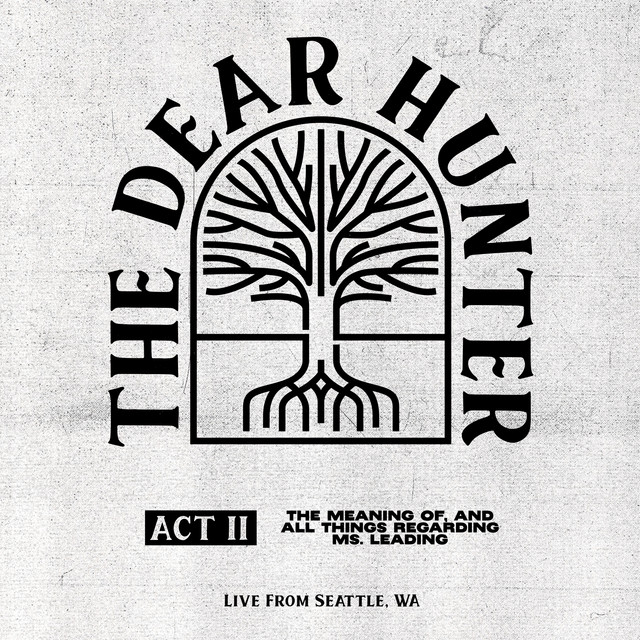 THE DEAR HUNTER
ACT II
THE MEANING OF, AND
ALL THINGS REGARDING
MS. LEADING
LIVE FROM SEATTLE, WA